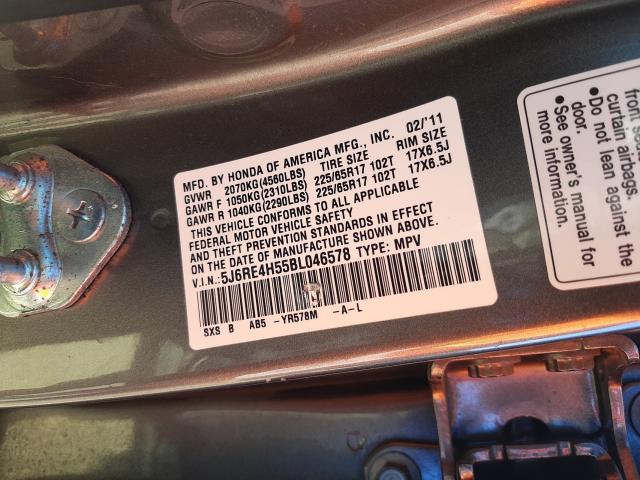 MFD. BY HONDA OF AMERICA MFG., INC. 02/'11
GVWR 2070KG(4560LBS) TIRE SIZE RIM SIZE
GAWR F 1050KG(2310LBS) 225/65R17 102T 17X6.5J
GAWR R 1040KG(2290LBS) 225/65R17 102T 17X6.5J
THIS VEHICLE CONFORMS TO ALL APPLICABLE
FEDERAL MOTOR VEHICLE SAFETY
AND THEFT PREVENTION STANDARDS IN EFFECT
ON THE DATE OF MANUFACTURE SHOWN ABOVE.
V.I.N.: 5J6RE4H55BL046578 TYPE: MPV
SXS B AB5 -YR578M -A-L
curtain airbags.
• Do not lean against the
door.
• See owner's manual for
more information.